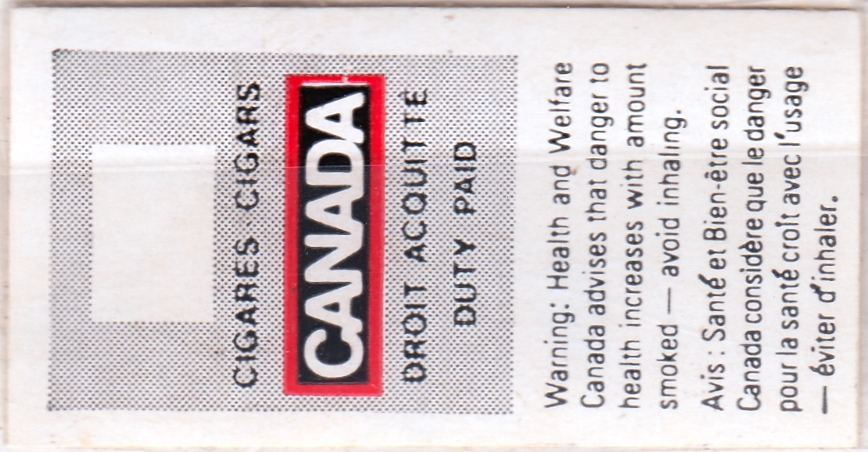 CIGARES CIGARS
CANADA
DROIT ACQUITTÉ
DUTY PAID
Warning: Health and Welfare
Canada advises that danger to
health increases with amount
smoked — avoid inhaling.
Avis : Santé et Bien-être social
Canada considère que le danger
pour la santé croît avec l'usage
— éviter d'inhaler.